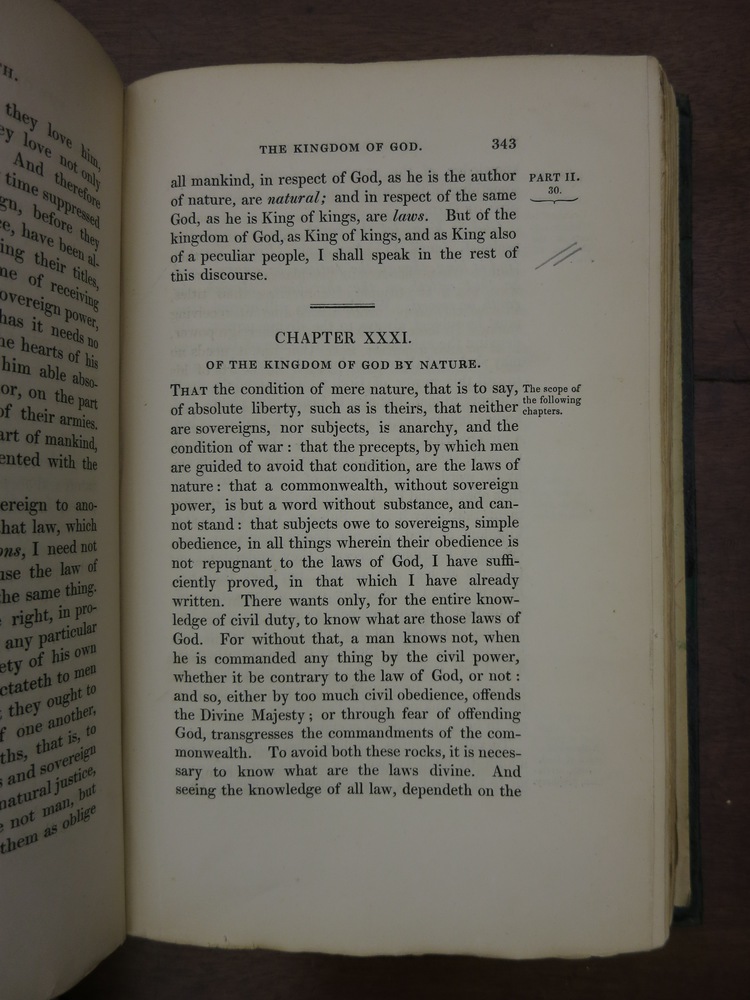 TH.
they love him,
ey love not only
And therefore
time suppressed
gn, before they
ce, have been al-
ing their titles,
ne of receiving
overeign power,
has it needs no
he hearts of his
him able abso-
or, on the part
of their armies.
art of mankind,
ented with the
ereign to ano-
hat law, which
ons, I need not
use the law of
the same thing.
right, in pro-
any particular
ety of his own
ctateth to men
they ought to
f one another,
ths, that is, to
s and sovereign
natural justice,
e not man, but
them as oblige
THE KINGDOM OF GOD. 343
all mankind, in respect of God, as he is the author
of nature, are natural; and in respect of the same
God, as he is King of kings, are laws. But of the
kingdom of God, as King of kings, and as King also
of a peculiar people, I shall speak in the rest of
this discourse.
PART II.
30.
CHAPTER XXXI.
OF THE KINGDOM OF GOD BY NATURE.
THAT the condition of mere nature, that is to say,
of absolute liberty, such as is theirs, that neither
are sovereigns, nor subjects, is anarchy, and the
condition of war: that the precepts, by which men
are guided to avoid that condition, are the laws of
nature: that a commonwealth, without sovereign
power, is but a word without substance, and can-
not stand: that subjects owe to sovereigns, simple
obedience, in all things wherein their obedience is
not repugnant to the laws of God, I have suffi-
ciently proved, in that which I have already
written. There wants only, for the entire know-
ledge of civil duty, to know what are those laws of
God. For without that, a man knows not, when
he is commanded any thing by the civil power,
whether it be contrary to the law of God, or not:
and so, either by too much civil obedience, offends
the Divine Majesty; or through fear of offending
God, transgresses the commandments of the com-
monwealth. To avoid both these rocks, it is neces-
sary to know what are the laws divine. And
seeing the knowledge of all law, dependeth on the
The scope of
the following
chapters.